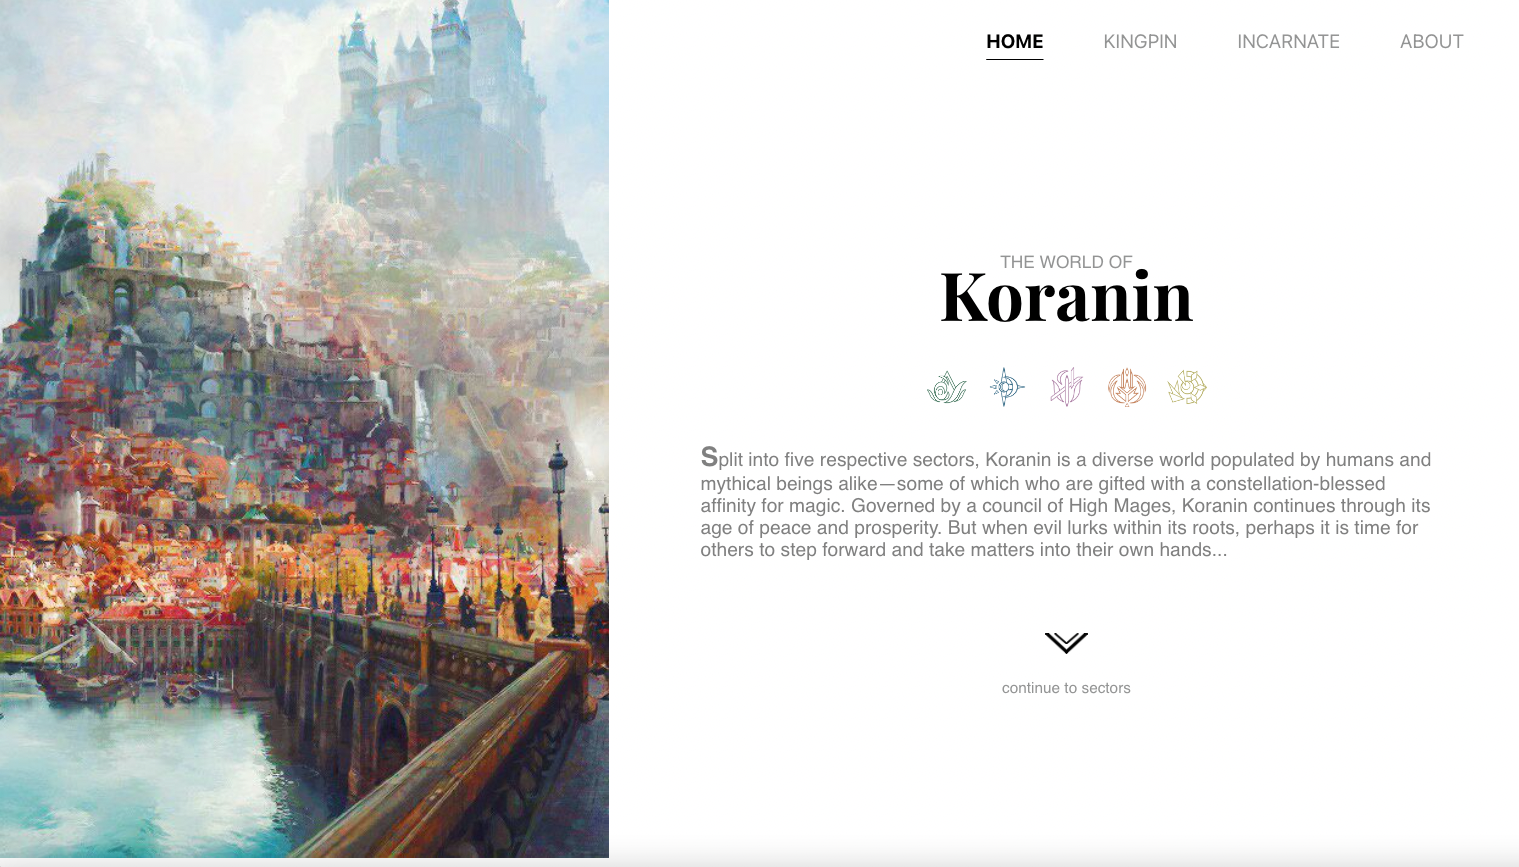 HOME KINGPIN INCARNATE ABOUT
THE WORLD OF
Koranin
Split into five respective sectors, Koranin is a diverse world populated by humans and
mythical beings alike—some of which who are gifted with a constellation-blessed
affinity for magic. Governed by a council of High Mages, Koranin continues through its
age of peace and prosperity. But when evil lurks within its roots, perhaps it is time for
others to step forward and take matters into their own hands...
continue to sectors